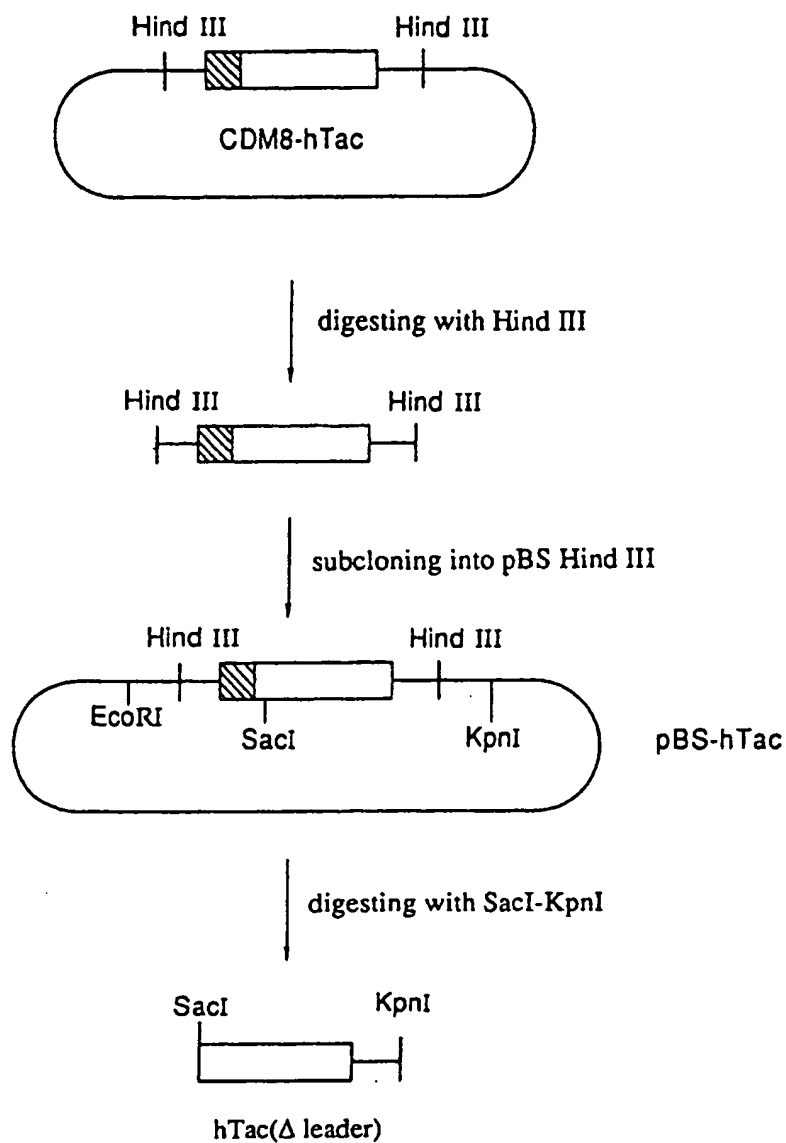 Hind III Hind III
CDM8-hTac
digesting with Hind III
Hind III Hind III
subcloning into pBS Hind III
Hind III Hind III
EcoRI SacI KpnI pBS-hTac
digesting with SacI-KpnI
SacI KpnI
hTac(Δ leader)